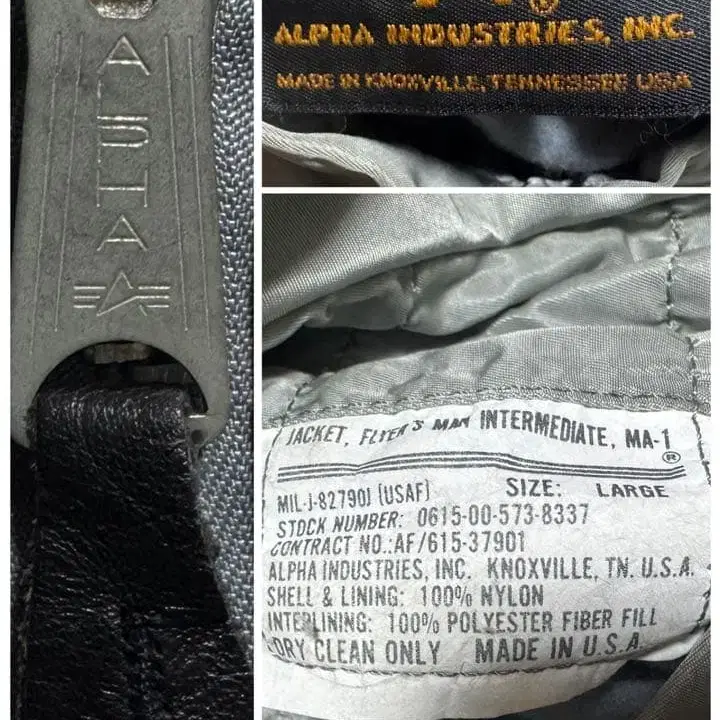 ALPHA
ALPHA INDUSTRIES, INC.
MADE IN KNOXVILLE, TENNESSEE USA
JACKET, FLYER'S MAN INTERMEDIATE, MA-1
®
MIL-J-82790J (USAF) SIZE: LARGE
STOCK NUMBER: 0615-00-573-8337
CONTRACT NO.:AF/615-37901
ALPHA INDUSTRIES, INC. KNOXVILLE, TN. U.S.A.
SHELL & LINING: 100% NYLON
INTERLINING: 100% POLYESTER FIBER FILL
DRY CLEAN ONLY MADE IN U.S.A.